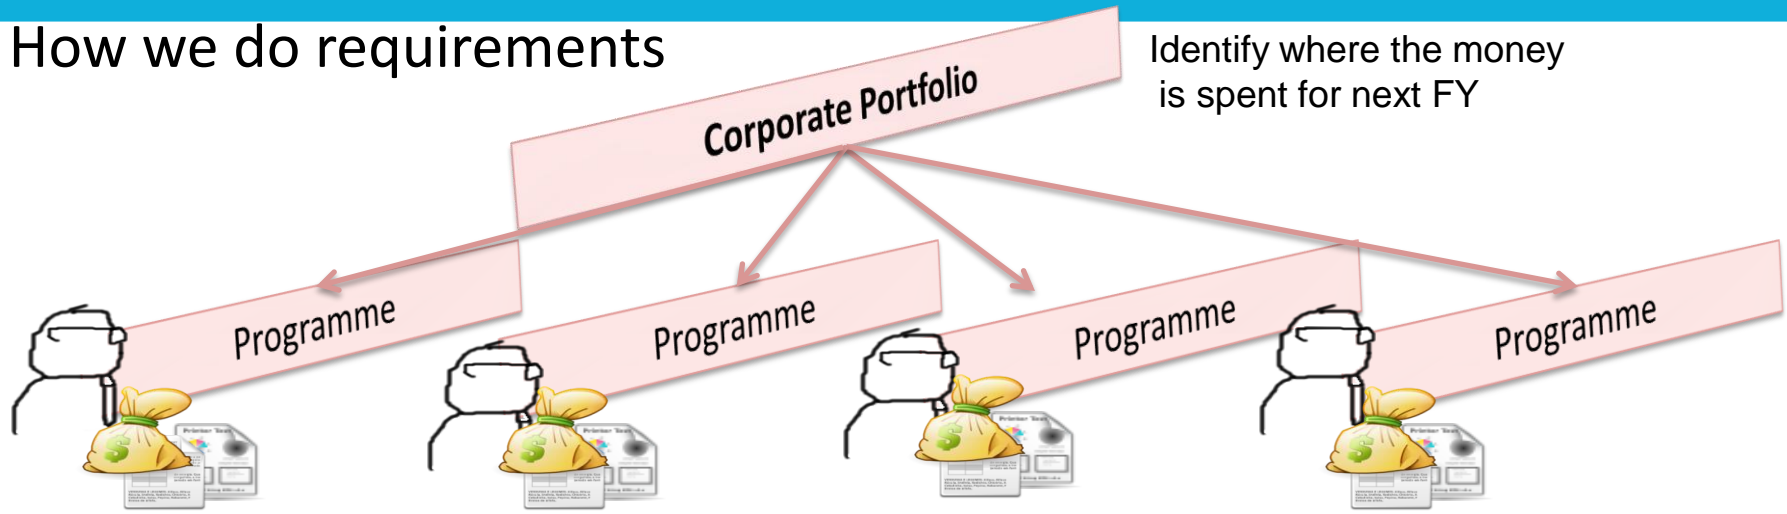 How we do requirements
Identify where the money
is spent for next FY
Corporate Portfolio
Programme
Programme
Programme
Programme
$
$
$
$